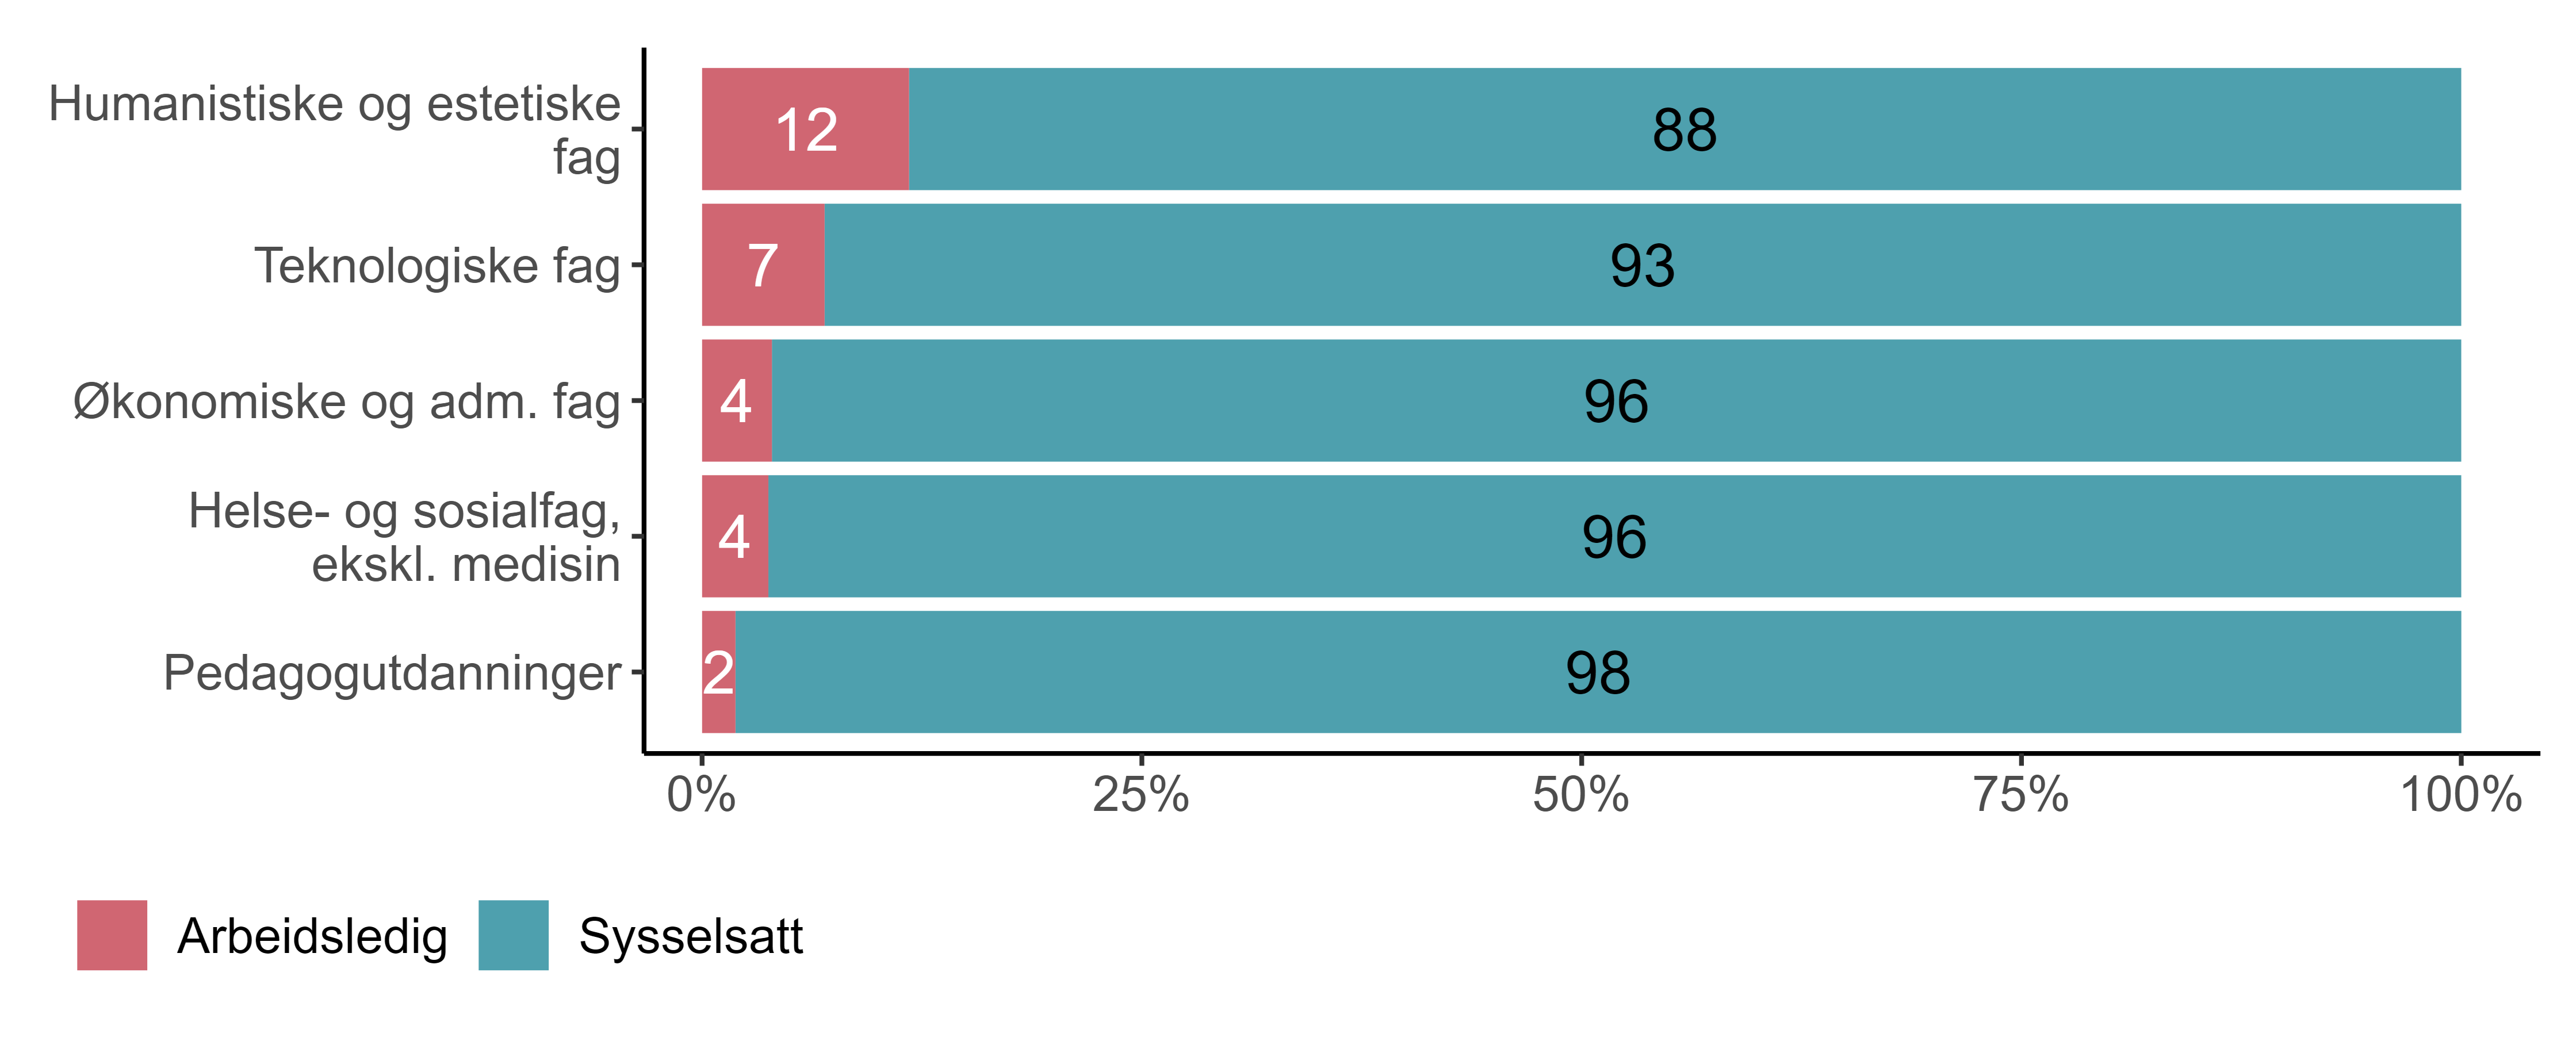 Humanistiske og estetiske
fag
12 88
Teknologiske fag
7 93
Økonomiske og adm. fag
4 96
Helse- og sosialfag,
ekskl. medisin
4 96
Pedagogutdanninger
2 98
0% 25% 50% 75% 100%
Arbeidsledig Sysselsatt